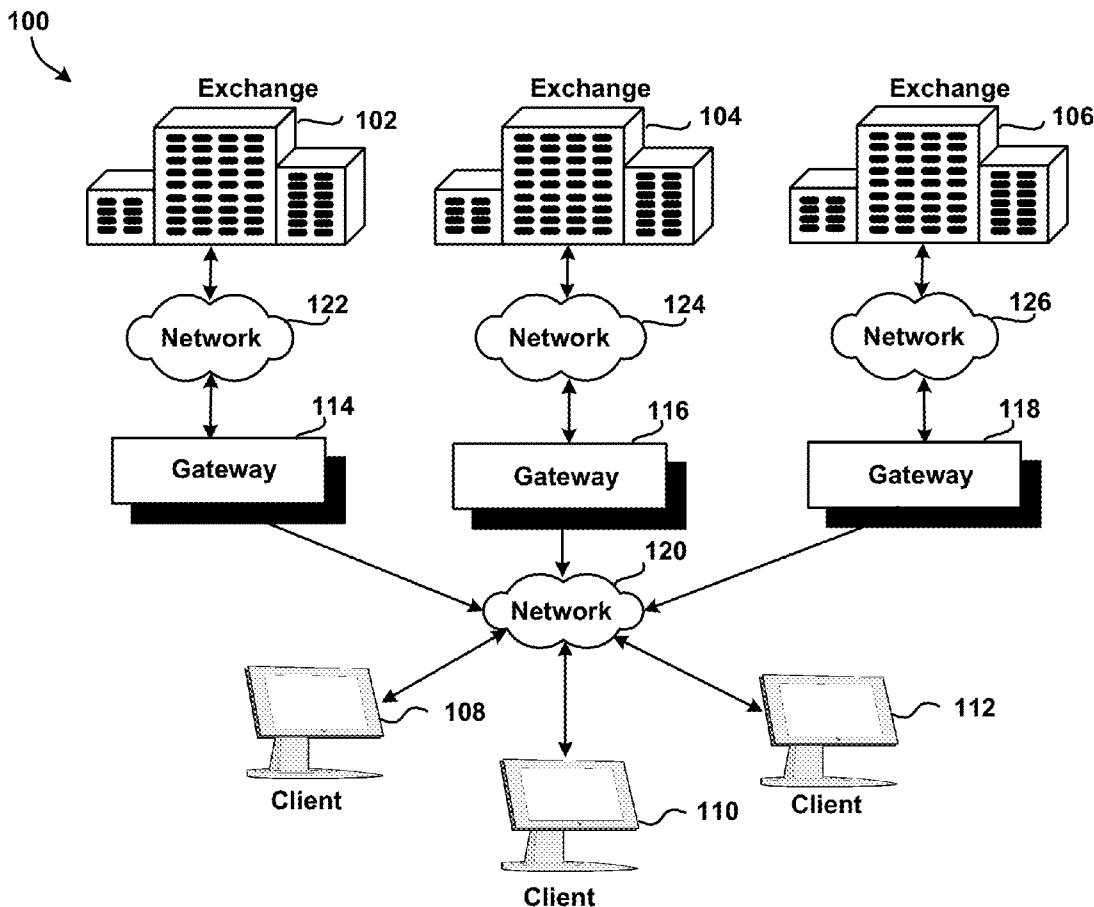 100
Exchange
Exchange
Exchange
102
104
106
122
124
126
Network
Network
Network
114
116
118
Gateway
Gateway
Gateway
120
Network
108
112
Client
Client
110
Client